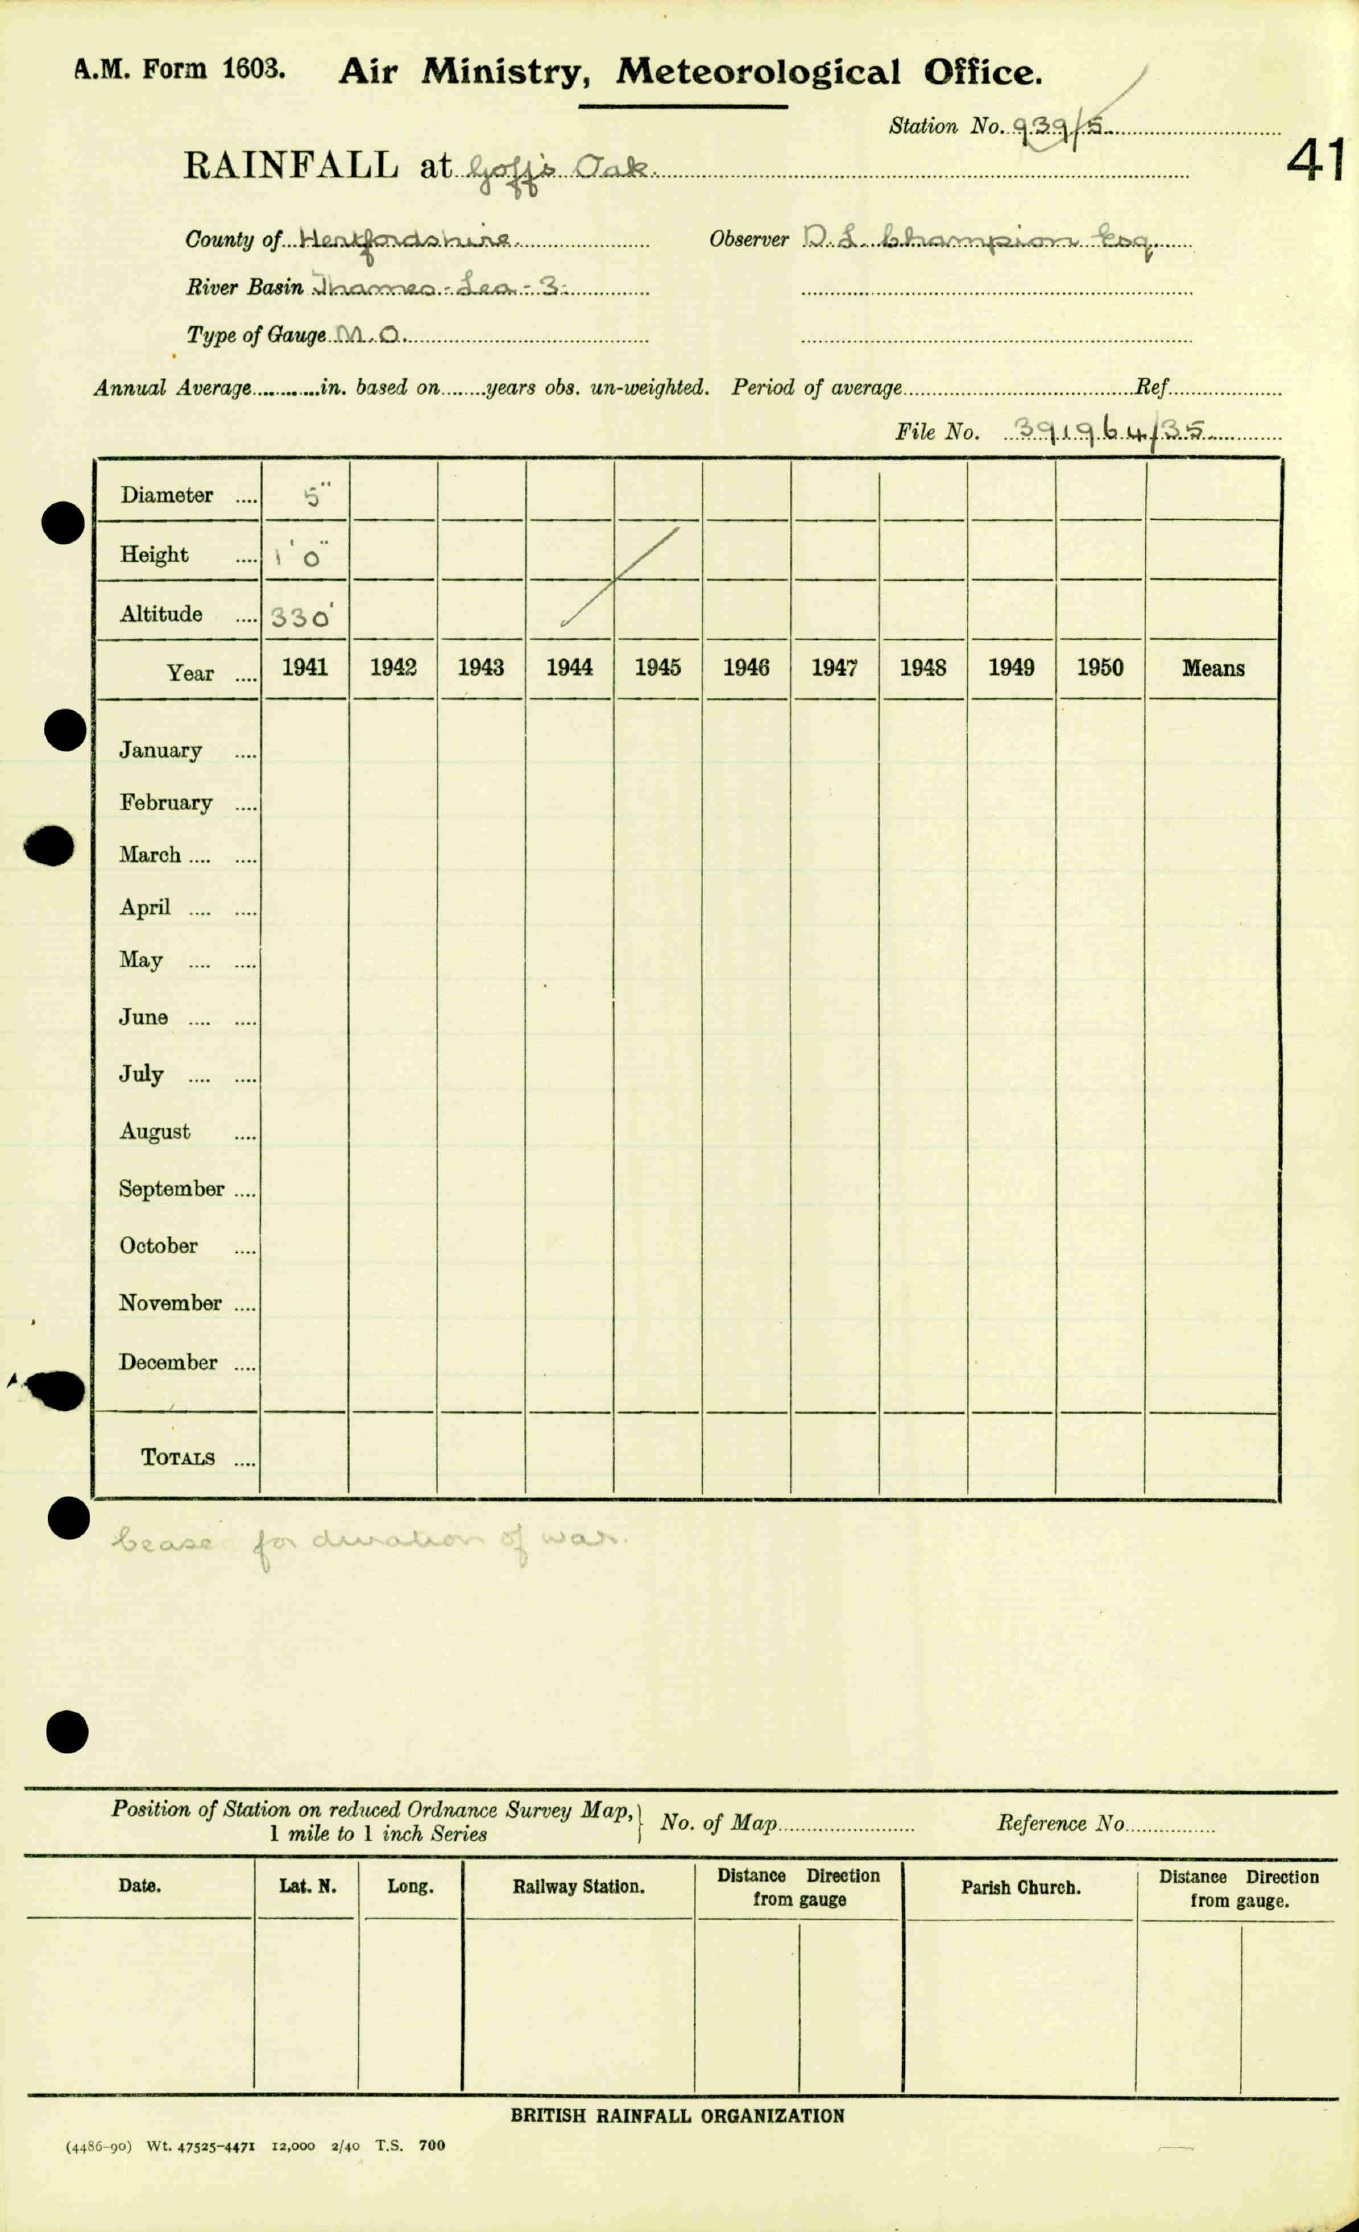 A.M. Form 1603. Air Ministry, Meteorological Office.
Station No. 939/5
41
RAINFALL at Goff's Oak.
County of Hertfordshire. Observer D. L. Champion Esq.
River Basin Thames - Lea - 3.
Type of Gauge M.O.
Annual Average in. based on years obs. un-weighted. Period of average Ref.
File No. 391964/35
Diameter 5"
Height 1' 0"
Altitude 330'
Year 1941 1942 1943 1944 1945 1946 1947 1948 1949 1950 Means
January
February
March
April
May
June
July
August
September
October
November
December
TOTALS
Cease for duration of war.
Position of Station on reduced Ordnance Survey Map, } No. of Map Reference No.
1 mile to 1 inch Series
Date. Lat. N. Long. Railway Station. Distance Direction from gauge Parish Church. Distance Direction from gauge.
BRITISH RAINFALL ORGANIZATION
(4486-90) Wt. 47525-4471 12,000 2/40 T.S. 700